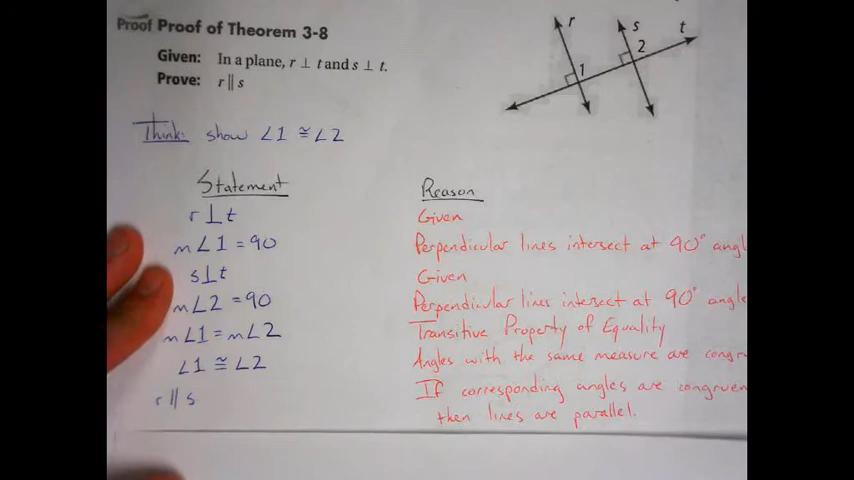 Proof Proof of Theorem 3-8
Given: In a plane, r ⊥ t and s ⊥ t.
Prove: r || s
r
s
t
1
2
Think: show ∠1 ≅ ∠2
Statement Reason
r ⊥ t Given
m∠1 = 90 Perpendicular lines intersect at 90° angl
s ⊥ t Given
m∠2 = 90 Perpendicular lines intersect at 90° angle
m∠1 = m∠2 Transitive Property of Equality
∠1 ≅ ∠2 Angles with the same measure are congr
r || s If corresponding angles are congruen
then lines are parallel.